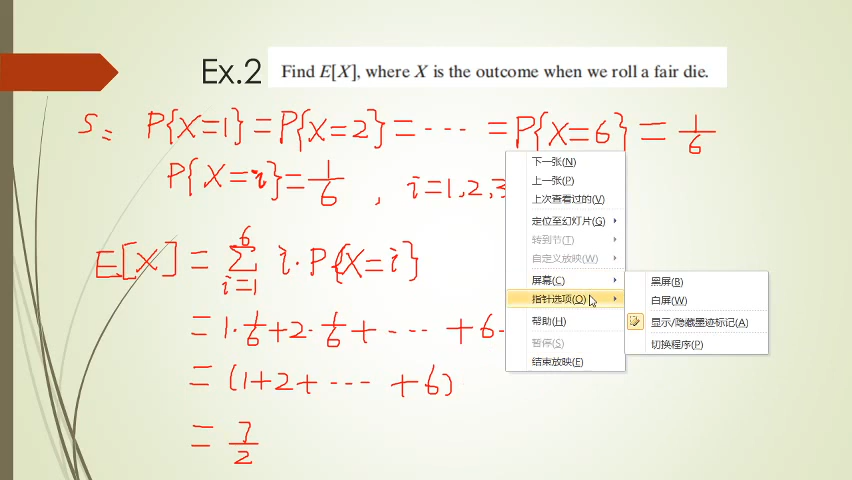 Ex.2 Find E[X], where X is the outcome when we roll a fair die.
S: P{X=1} = P{X=2} = ··· = P{X=6} = 1/6
P{X=i} = 1/6 , i=1,2,3
E[X] = Σ_{i=1}^{6} i·P{X=i}
= 1·1/6+2·1/6+ ··· +6·
= (1+2+ ··· +6)
= 7/2
下一张(N)
上一张(P)
上次查看过的(V)
定位至幻灯片(G)
转到节(T)
自定义放映(W)
屏幕(C)
指针选项(O)
帮助(H)
暂停(S)
结束放映(E)
黑屏(B)
白屏(W)
显示/隐藏墨迹标记(A)
切换程序(P)